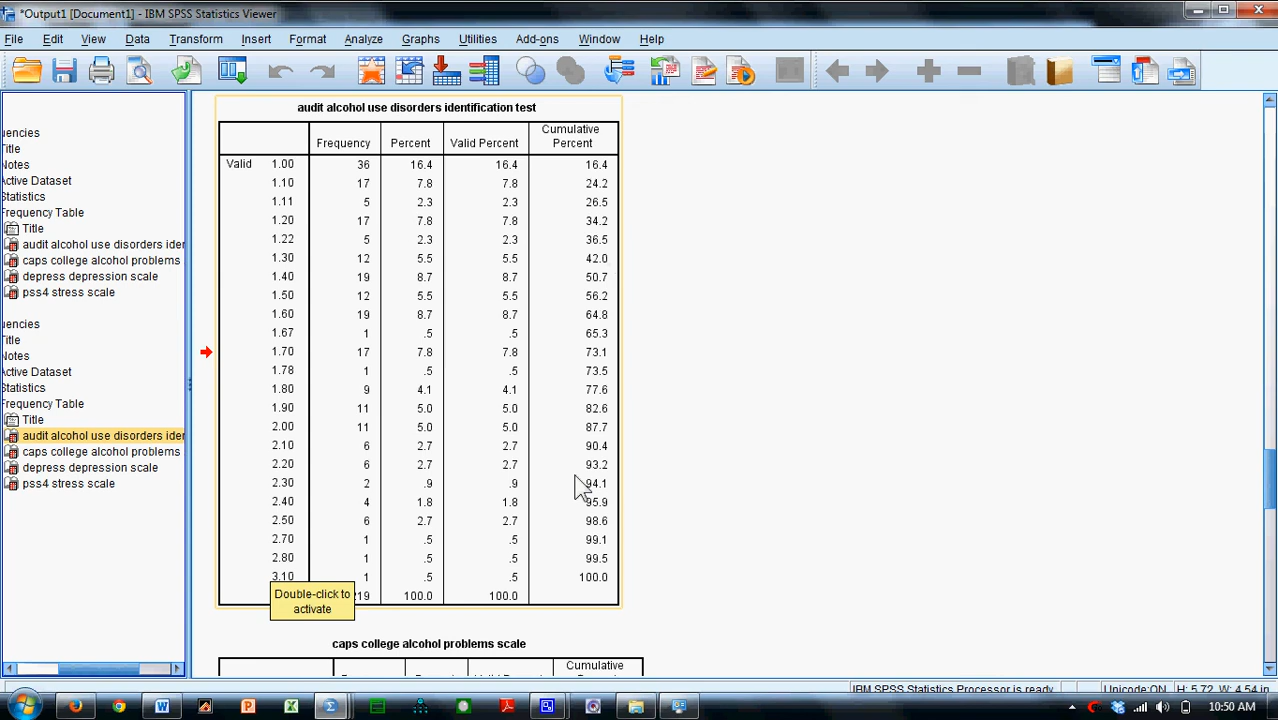 *Output1 [Document1] - IBM SPSS Statistics Viewer
File Edit View Data Transform Insert Format Analyze Graphs Utilities Add-ons Window Help
uencies
Title
Notes
Active Dataset
Statistics
Frequency Table
Title
audit alcohol use disorders iden
caps college alcohol problems
depress depression scale
pss4 stress scale
uencies
Title
Notes
Active Dataset
Statistics
Frequency Table
Title
audit alcohol use disorders iden
caps college alcohol problems
depress depression scale
pss4 stress scale
audit alcohol use disorders identification test
Frequency Percent Valid Percent Cumulative Percent
Valid 1.00 36 16.4 16.4 16.4
1.10 17 7.8 7.8 24.2
1.11 5 2.3 2.3 26.5
1.20 17 7.8 7.8 34.2
1.22 5 2.3 2.3 36.5
1.30 12 5.5 5.5 42.0
1.40 19 8.7 8.7 50.7
1.50 12 5.5 5.5 56.2
1.60 19 8.7 8.7 64.8
1.67 1 .5 .5 65.3
1.70 17 7.8 7.8 73.1
1.78 1 .5 .5 73.5
1.80 9 4.1 4.1 77.6
1.90 11 5.0 5.0 82.6
2.00 11 5.0 5.0 87.7
2.10 6 2.7 2.7 90.4
2.20 6 2.7 2.7 93.2
2.30 2 .9 .9 94.1
2.40 4 1.8 1.8 95.9
2.50 6 2.7 2.7 98.6
2.70 1 .5 .5 99.1
2.80 1 .5 .5 99.5
3.10 1 .5 .5 100.0
219 100.0 100.0
Double-click to
activate
caps college alcohol problems scale
Cumulative
IBM SPSS Statistics Processor is ready
Unicode:ON H: 5.72, W: 4.54 in.
10:50 AM